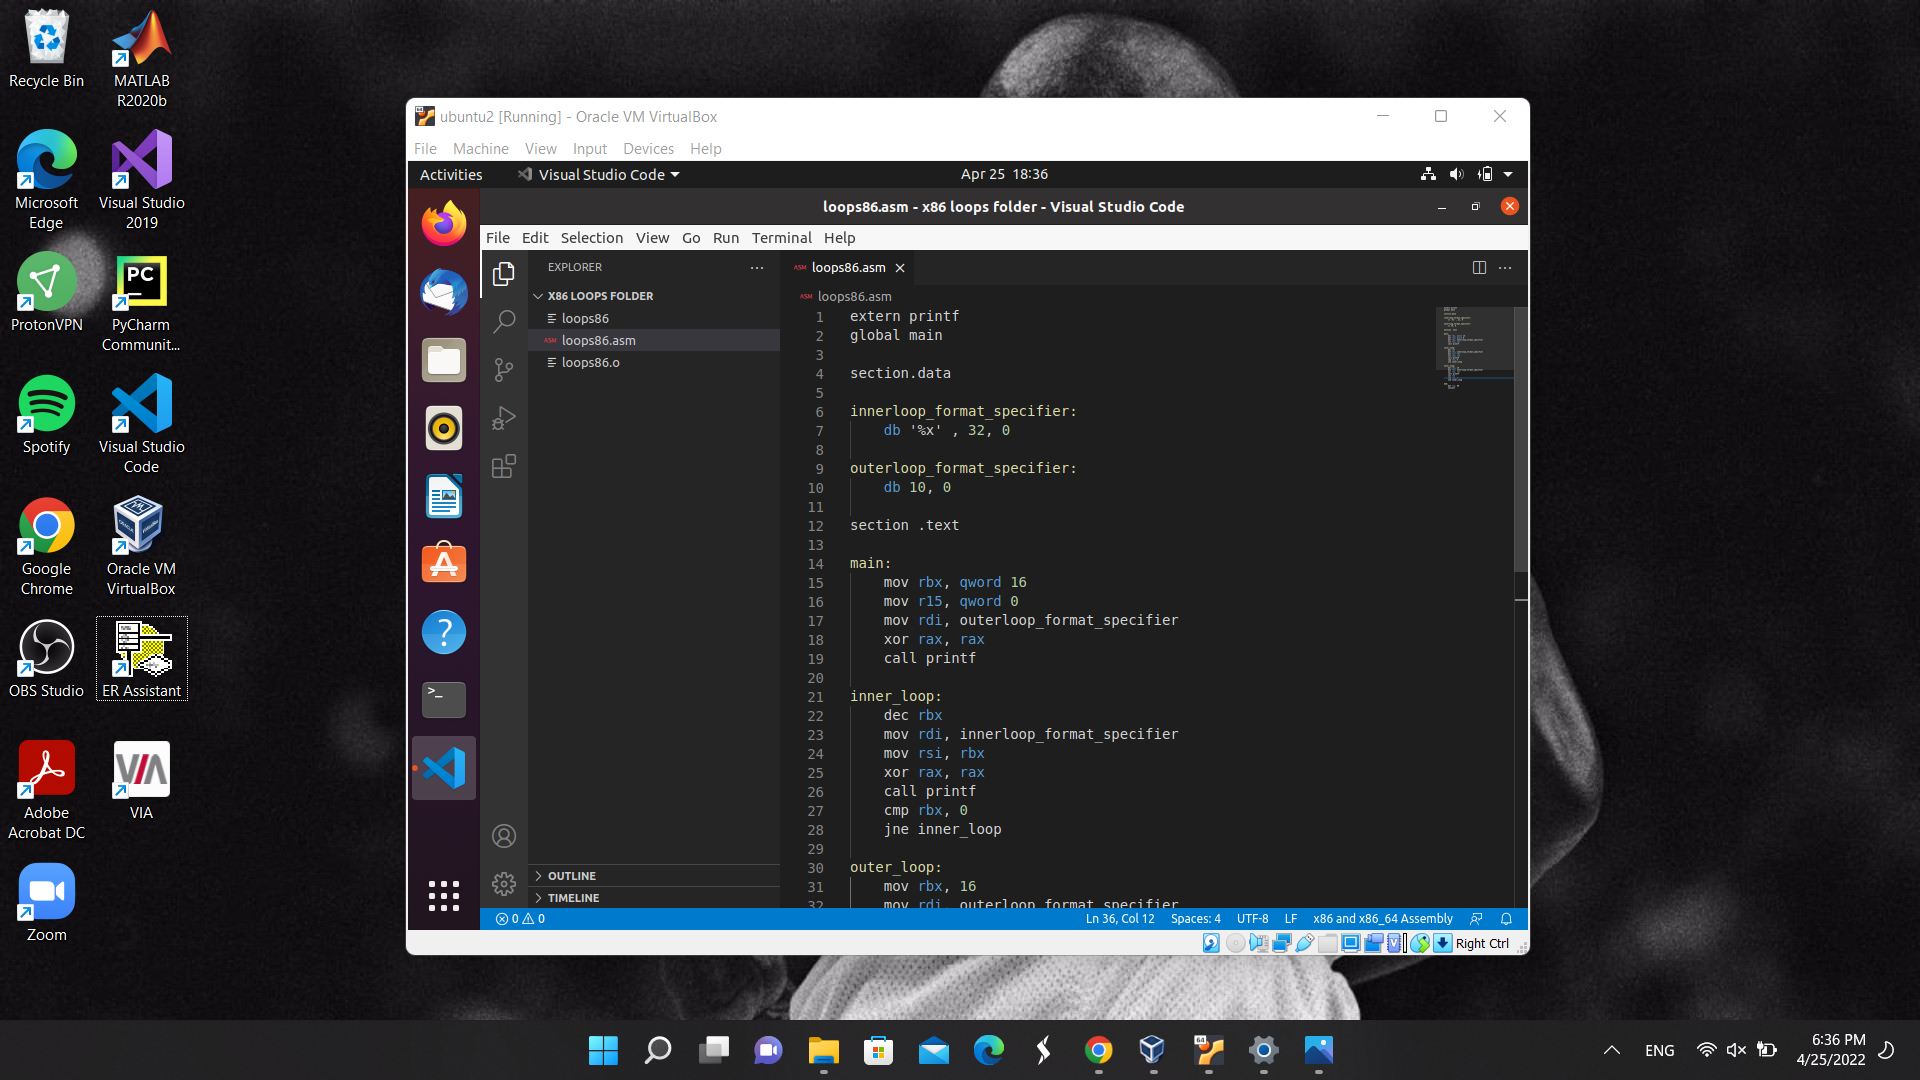 Recycle Bin
MATLAB
R2020b
Microsoft
Edge
Visual Studio
2019
ProtonVPN
PC
PyCharm
Communit...
Spotify
Visual Studio
Code
Google
Chrome
Oracle VM
VirtualBox
OBS Studio
ER Assistant
Adobe
Acrobat DC
VIA
VIA
Zoom
ubuntu2 [Running] - Oracle VM VirtualBox
File Machine View Input Devices Help
Activities Visual Studio Code Apr 25 18:36
loops86.asm - x86 loops folder - Visual Studio Code
File Edit Selection View Go Run Terminal Help
EXPLORER ...
X86 LOOPS FOLDER
loops86
ASM loops86.asm
loops86.o
OUTLINE
TIMELINE
ASM loops86.asm
ASM loops86.asm
1 extern printf
2 global main
3
4 section.data
5
6 innerloop_format_specifier:
7 db '%x' , 32, 0
8
9 outerloop_format_specifier:
10 db 10, 0
11
12 section .text
13
14 main:
15 mov rbx, qword 16
16 mov r15, qword 0
17 mov rdi, outerloop_format_specifier
18 xor rax, rax
19 call printf
20
21 inner_loop:
22 dec rbx
23 mov rdi, innerloop_format_specifier
24 mov rsi, rbx
25 xor rax, rax
26 call printf
27 cmp rbx, 0
28 jne inner_loop
29
30 outer_loop:
31 mov rbx, 16
32 mov rdi, outerloop_format_specifier
0 0 Ln 36, Col 12 Spaces: 4 UTF-8 LF x86 and x86_64 Assembly
Right Ctrl
64
ENG
6:36 PM
4/25/2022